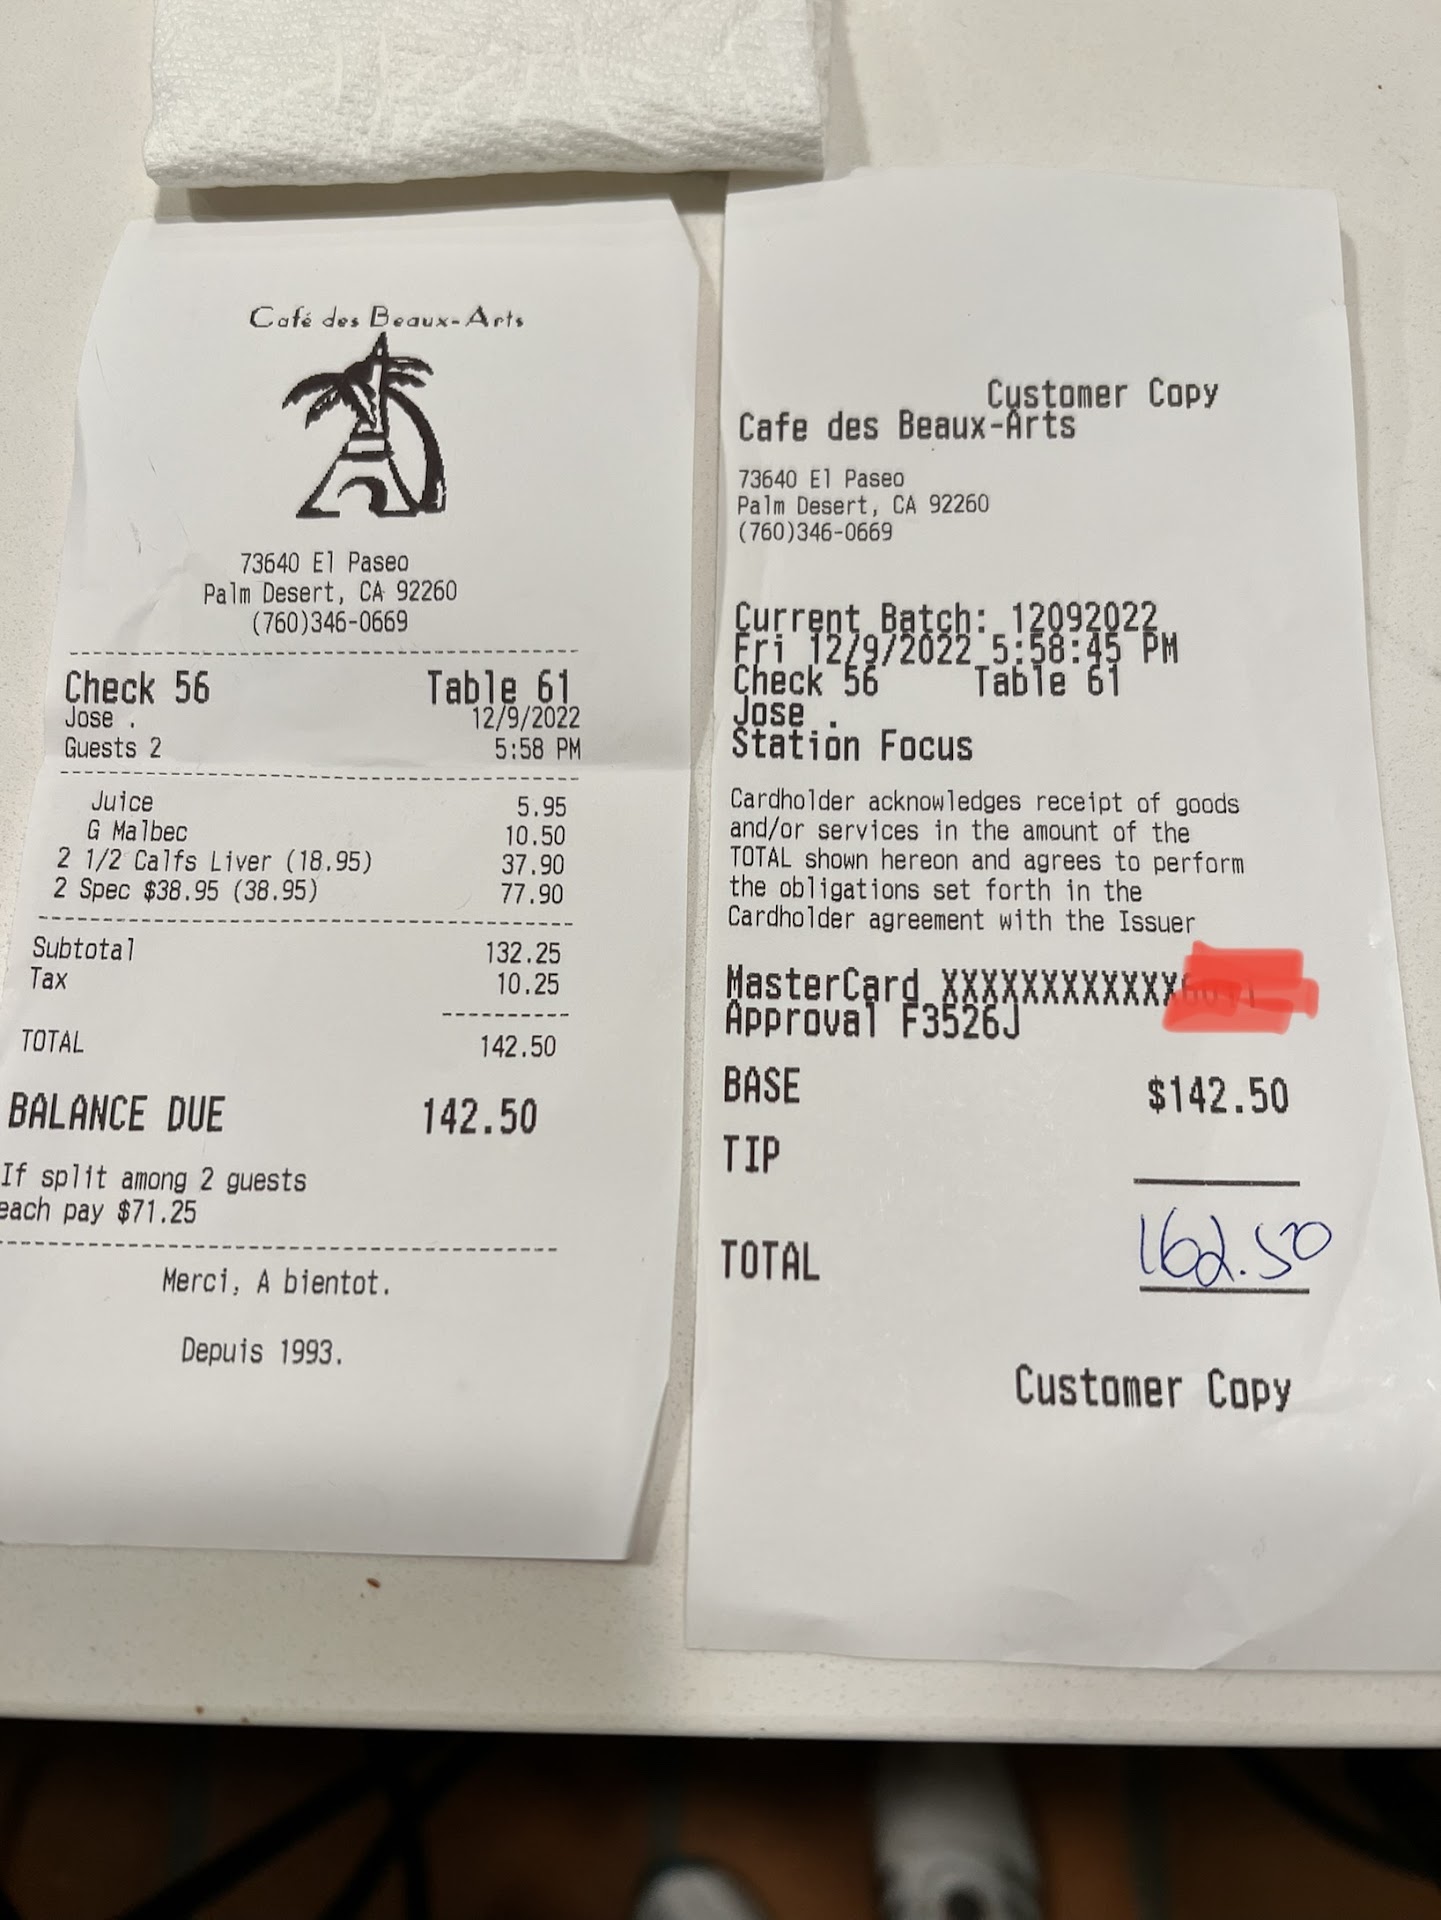 Café des Beaux-Arts
73640 El Paseo
Palm Desert, CA 92260
(760)346-0669
Check 56 Table 61
Jose . 12/9/2022
Guests 2 5:58 PM
Juice 5.95
G Malbec 10.50
2 1/2 Calfs Liver (18.95) 37.90
2 Spec $38.95 (38.95) 77.90
Subtotal 132.25
Tax 10.25
TOTAL 142.50
BALANCE DUE 142.50
If split among 2 guests
each pay $71.25
Merci, A bientot.
Depuis 1993.
Customer Copy
Cafe des Beaux-Arts
73640 El Paseo
Palm Desert, CA 92260
(760)346-0669
Current Batch: 12092022
Fri 12/9/2022 5:58:45 PM
Check 56 Table 61
Jose .
Station Focus
Cardholder acknowledges receipt of goods
and/or services in the amount of the
TOTAL shown hereon and agrees to perform
the obligations set forth in the
Cardholder agreement with the Issuer
MasterCard XXXXXXXXXXXX
Approval F3526J
BASE $142.50
TIP
TOTAL 162.50
Customer Copy